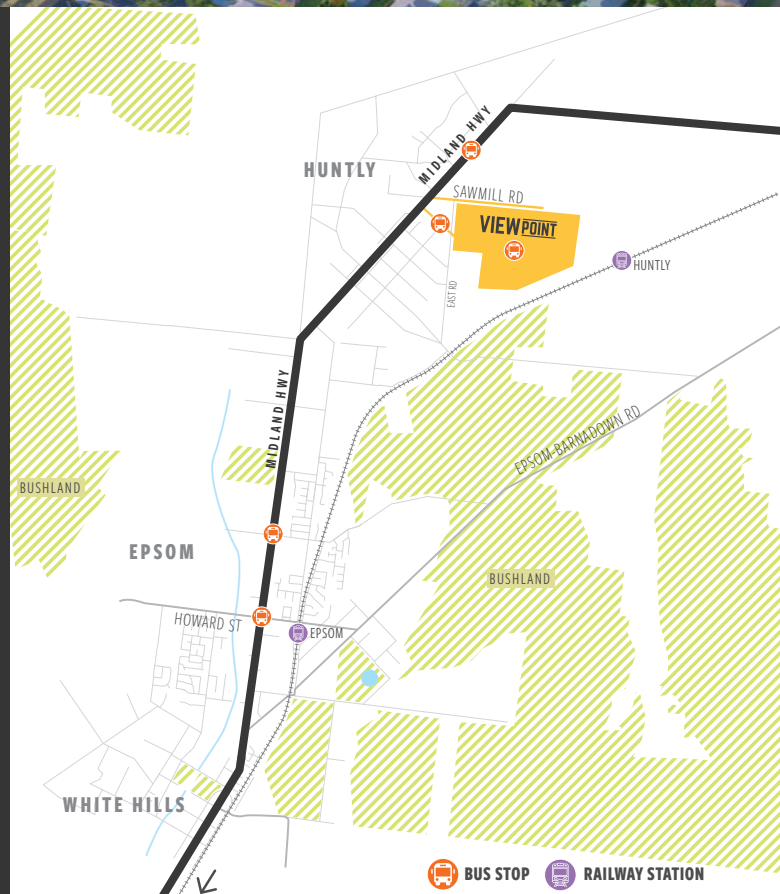 MIDLAND HWY
HUNTLY
SAWMILL RD
VIEWPOINT
HUNTLY
EAST RD
MIDLAND HWY
EPSOM-BARNADOWN RD
BUSHLAND
EPSOM
BUSHLAND
HOWARD ST
EPSOM
WHITE HILLS
BUS STOP
RAILWAY STATION